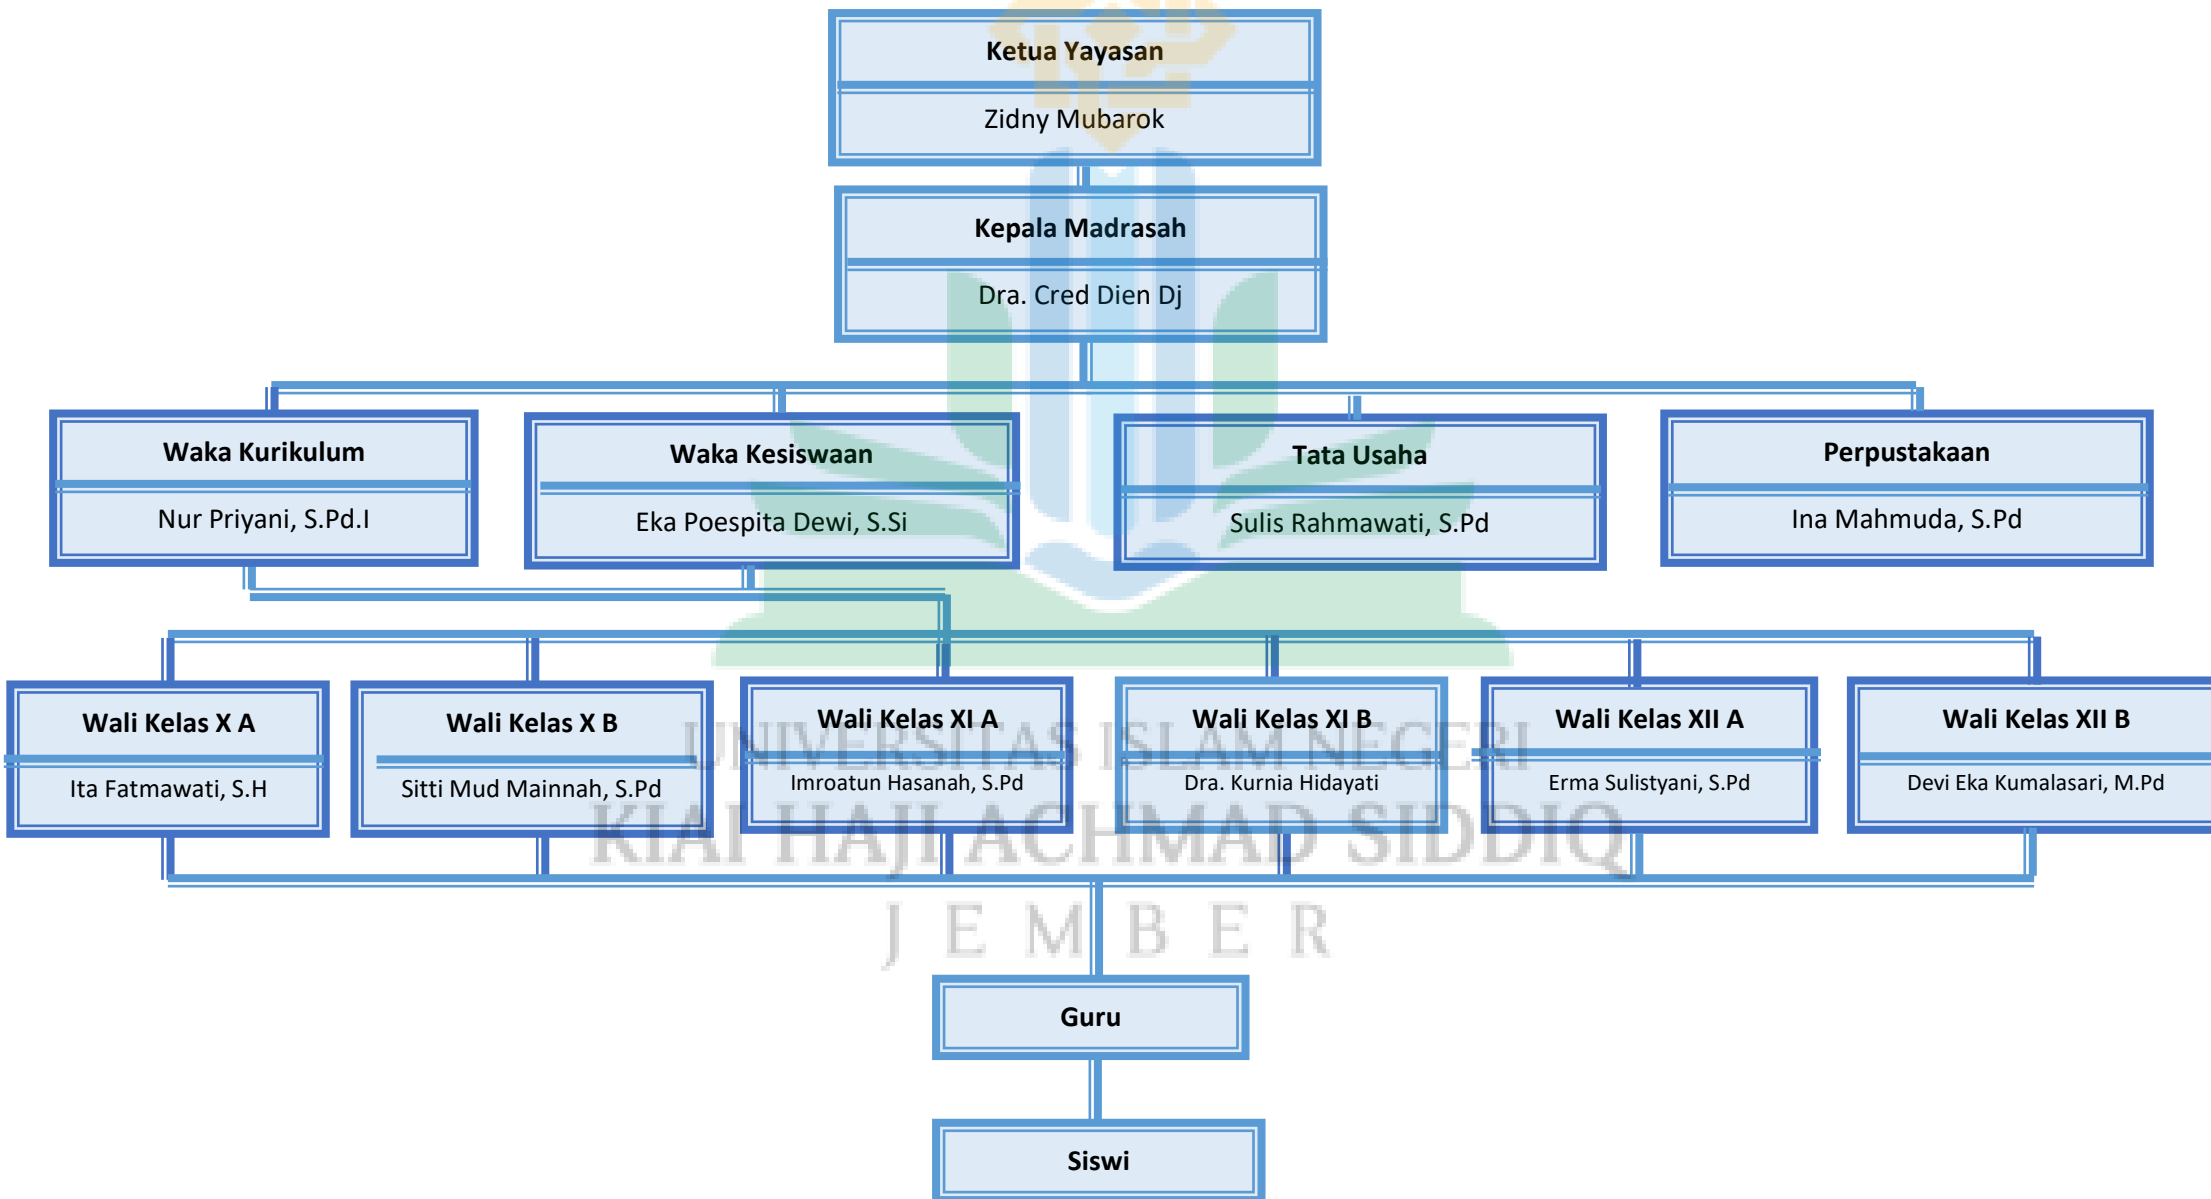 Ketua Yayasan
Zidny Mubarok
Kepala Madrasah
Dra. Cred Dien Dj
Waka Kurikulum
Nur Priyani, S.Pd.I
Waka Kesiswaan
Eka Poespita Dewi, S.Si
Tata Usaha
Sulis Rahmawati, S.Pd
Perpustakaan
Ina Mahmuda, S.Pd
Wali Kelas X A
Ita Fatmawati, S.H
Wali Kelas X B
Sitti Mud Mainnah, S.Pd
Wali Kelas XI A
Imroatun Hasanah, S.Pd
Wali Kelas XI B
Dra. Kurnia Hidayati
Wali Kelas XII A
Erma Sulistyani, S.Pd
Wali Kelas XII B
Devi Eka Kumalasari, M.Pd
UNIVERSITAS ISLAM NEGERI
KIAI HAJI ACHMAD SIDDIQ
JEMBER
Guru
Siswi